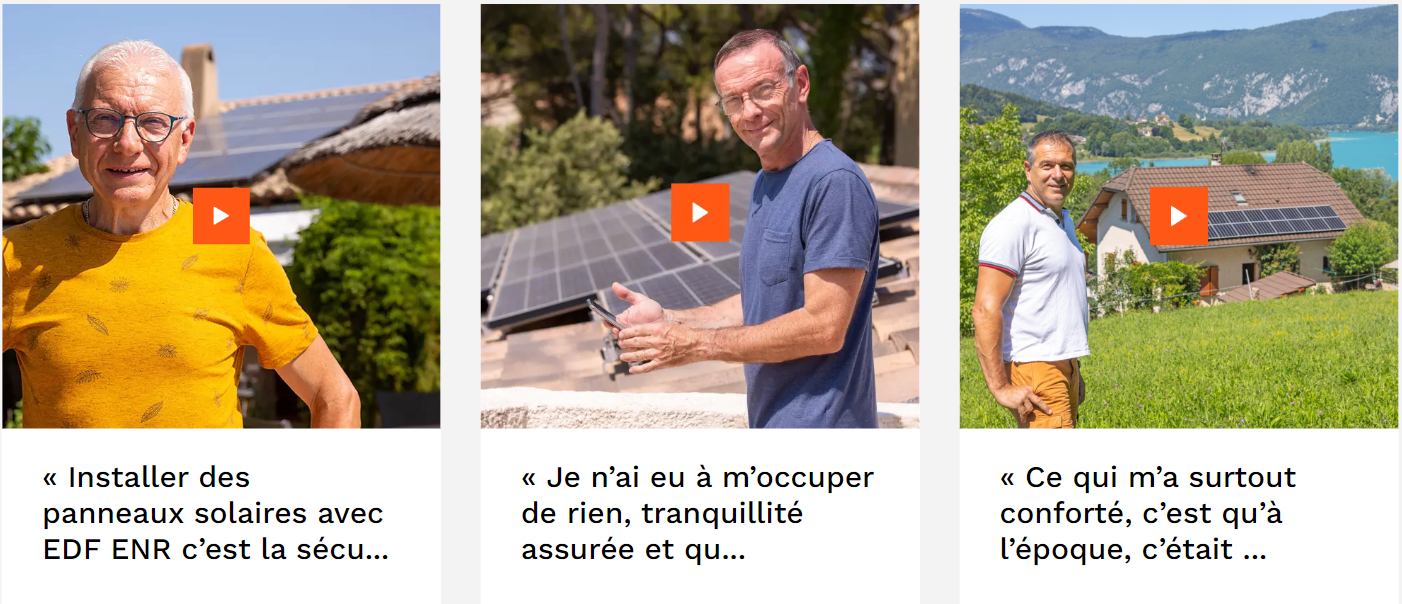 « Installer des
panneaux solaires avec
EDF ENR c’est la sécu...
« Je n’ai eu à m’occuper
de rien, tranquillité
assurée et qu...
« Ce qui m’a surtout
conforté, c’est qu’à
l’époque, c’était ...